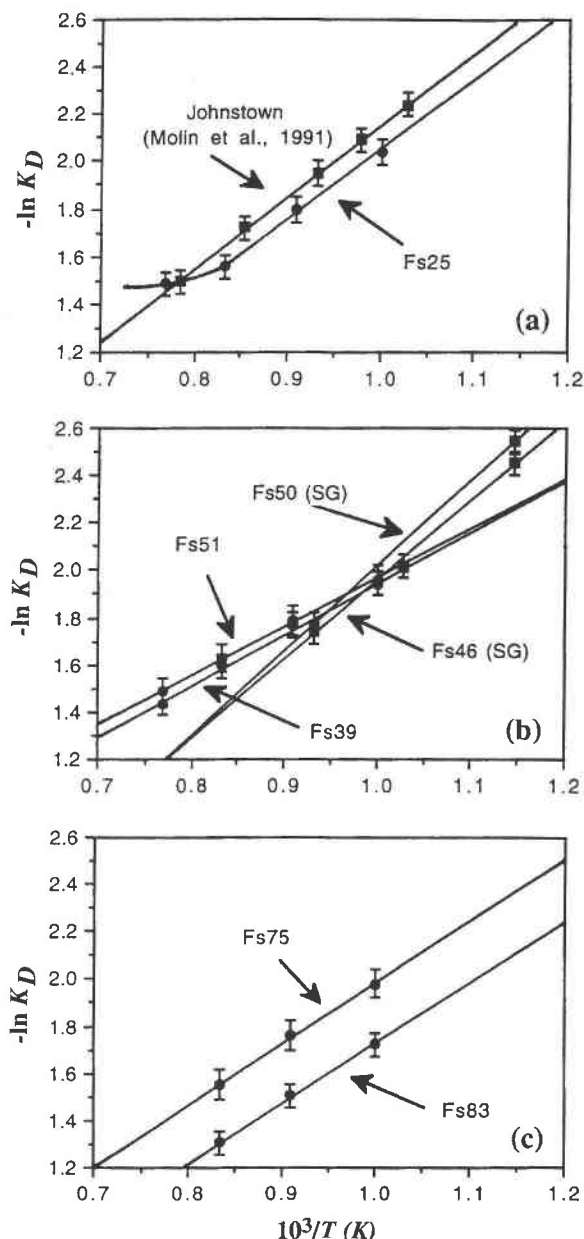 2.6
2.4
2.2
2.0
1.8
1.6
1.4
1.2
-ln KD
Johnstown
(Molin et al., 1991)
Fs25
(a)
0.7 0.8 0.9 1.0 1.1 1.2
2.6
2.4
2.2
2.0
1.8
1.6
1.4
1.2
-ln KD
Fs50 (SG)
Fs51
Fs46 (SG)
Fs39
(b)
0.7 0.8 0.9 1.0 1.1 1.2
2.6
2.5
2.2
2.0
1.8
1.6
1.4
1.2
-ln KD
Fs75
Fs83
(c)
0.7 0.8 0.9 1.0 1.1 1.2
10³/T (K)